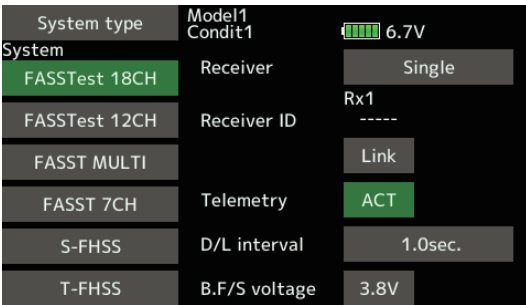 System type
Model1
Condit1
6.7V
System
FASSTest 18CH
Receiver
Single
FASSTest 12CH
Receiver ID
Rx1
-----
FASST MULTI
Link
FASST 7CH
Telemetry
ACT
S-FHSS
D/L interval
1.0sec.
T-FHSS
B.F/S voltage
3.8V